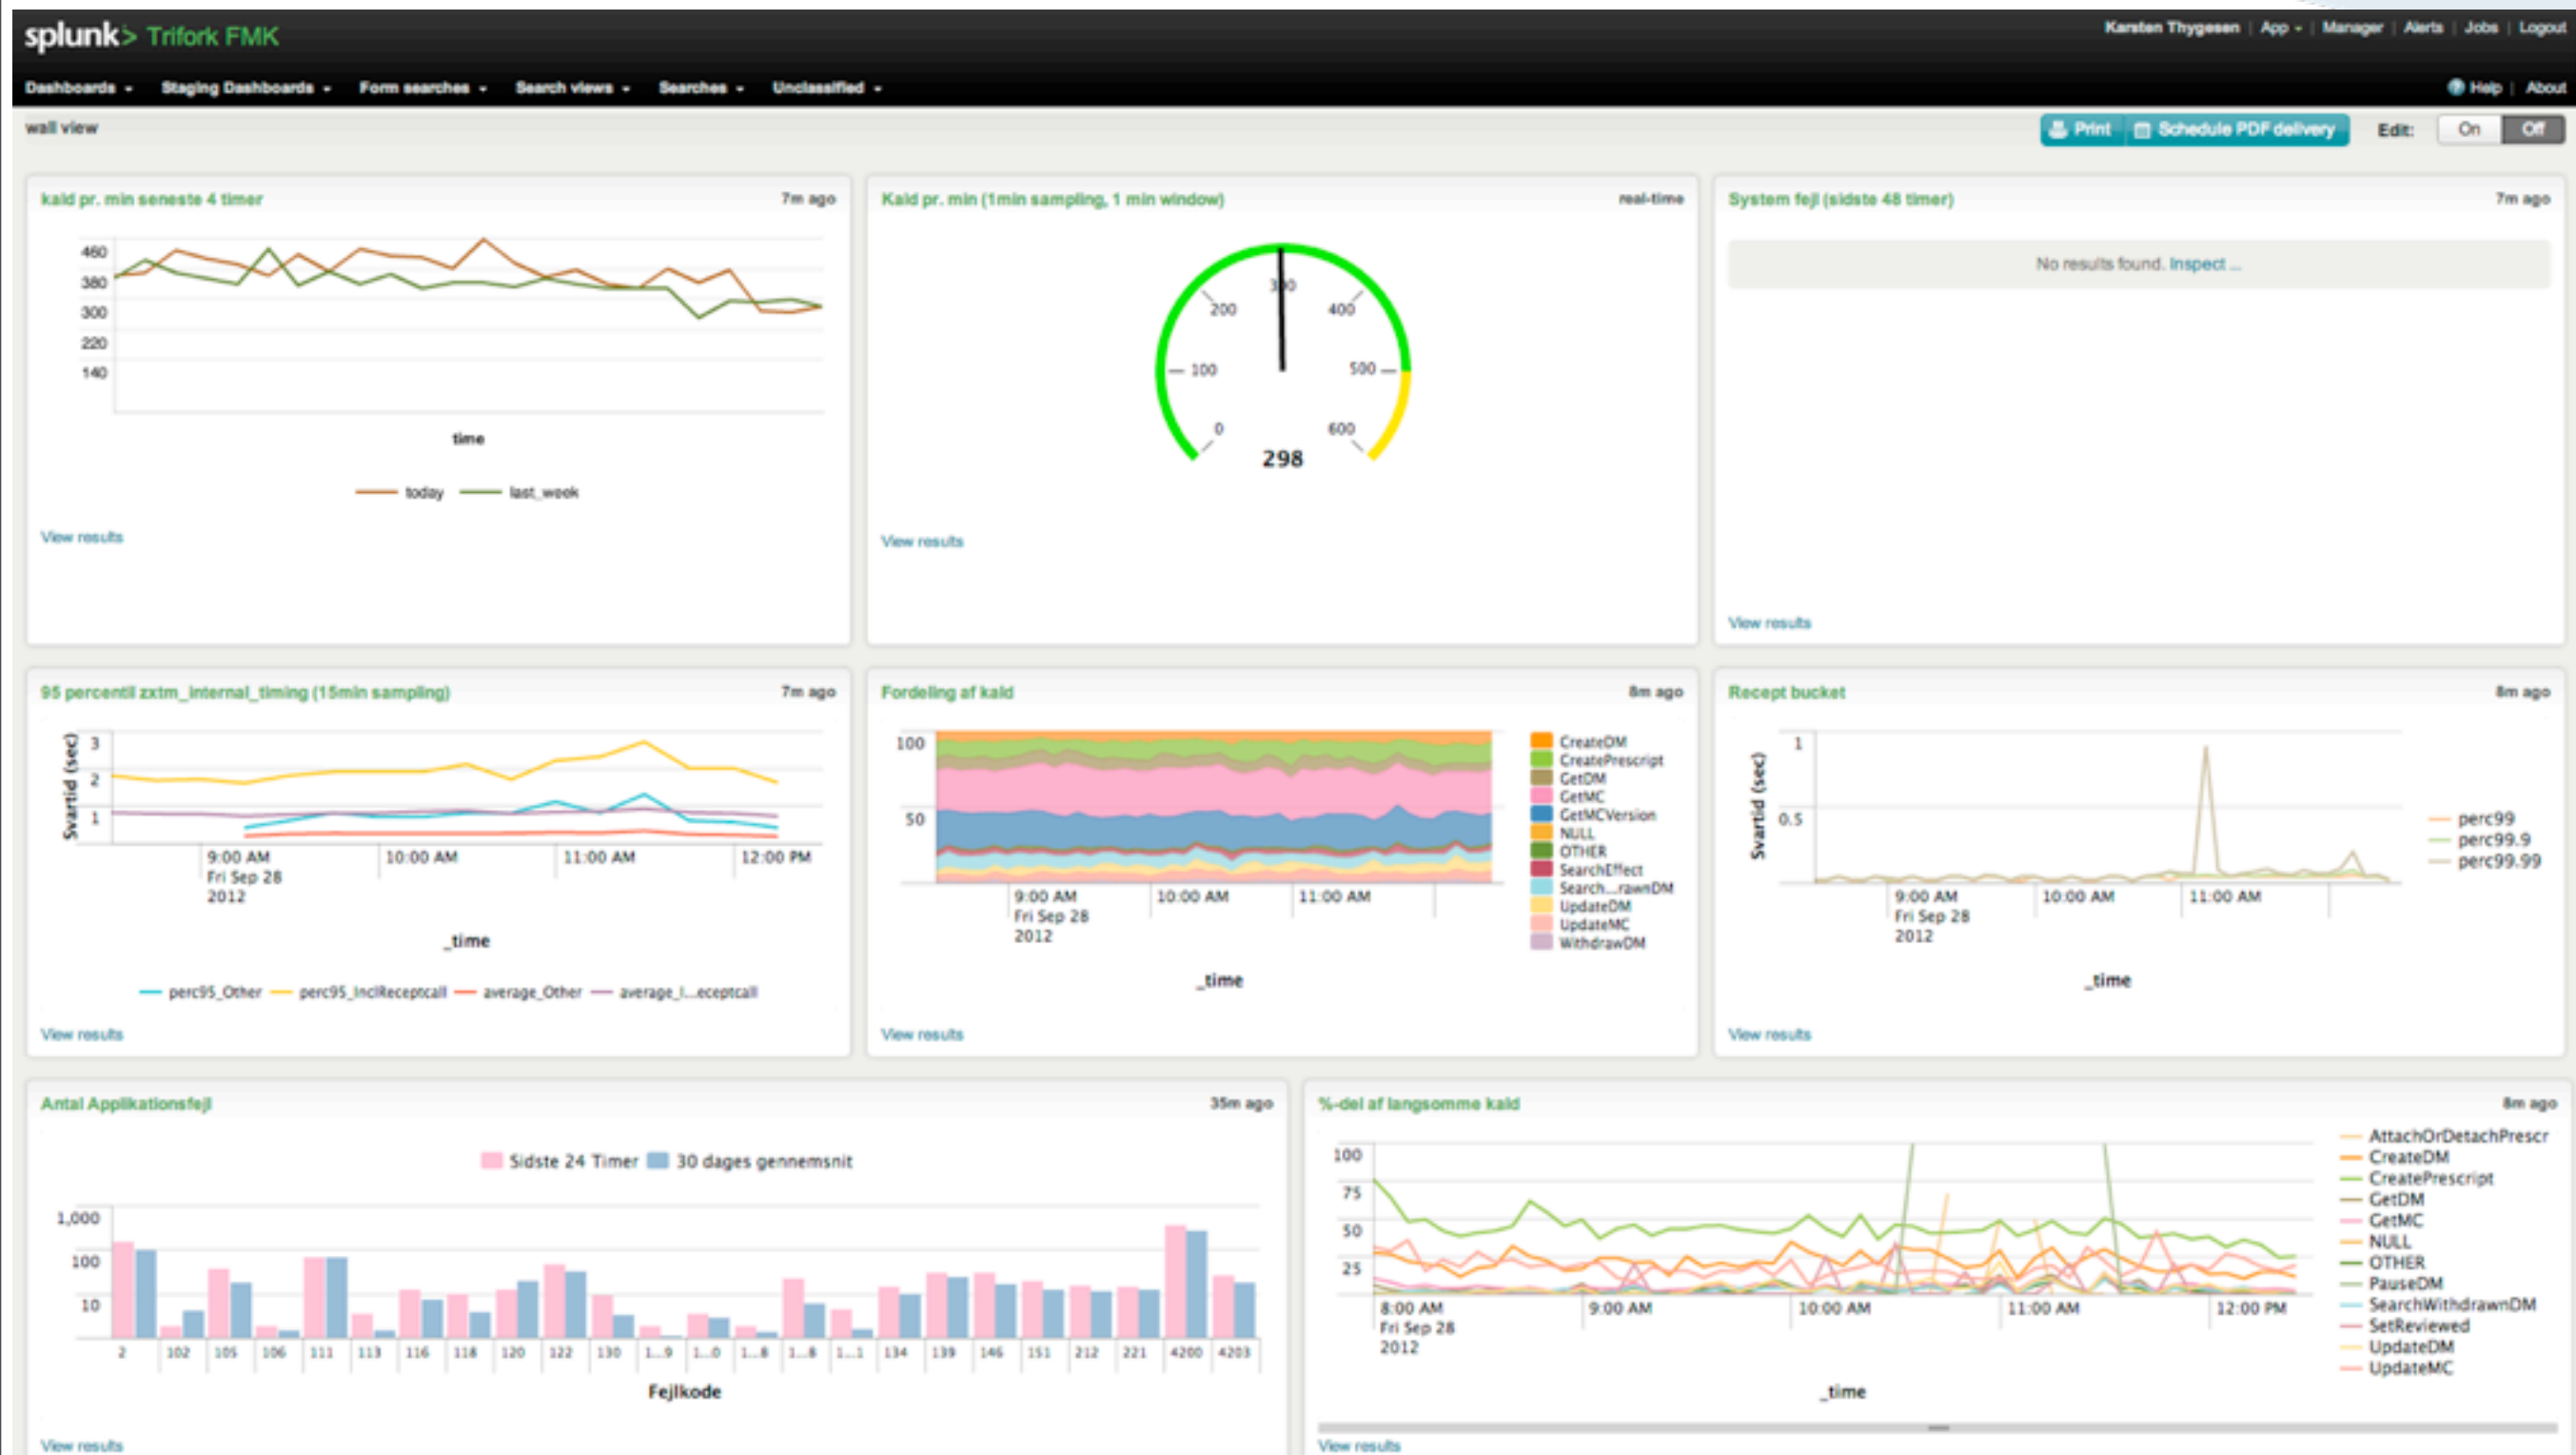 splunk> Trifork FMK
Karsten Thygesen | App | Manager | Alerts | Jobs | Logout
Dashboards Staging Dashboards Form searches Search views Searches Unclassified
Help | About
wall view
Print Schedule PDF delivery Edit: On Off
kald pr. min seneste 4 timer
7m ago
460
380
300
220
140
time
today last_week
View results
Kald pr. min (1min sampling, 1 min window)
real-time
0
100
200
400
500
600
298
View results
System fejl (sidste 48 timer)
7m ago
No results found. Inspect ...
View results
95 percentil zxtm_internal_timing (15min sampling)
7m ago
Svartid (sec)
3
2
1
9:00 AM 10:00 AM 11:00 AM 12:00 PM
Fri Sep 28
2012
_time
perc95_Other perc95_InclReceptcall average_Other average_I...eceptcall
View results
Fordeling af kald
8m ago
100
50
9:00 AM 10:00 AM 11:00 AM
Fri Sep 28
2012
_time
CreateDM
CreatePrescript
GetDM
GetMC
GetMCVersion
NULL
OTHER
SearchEffect
Search...rawnDM
UpdateDM
UpdateMC
WithdrawDM
View results
Recept bucket
8m ago
Svartid (sec)
1
0.5
9:00 AM 10:00 AM 11:00 AM
Fri Sep 28
2012
_time
perc99
perc99.9
perc99.99
View results
Antal Applikationsfejl
35m ago
Sidste 24 Timer 30 dages gennemsnit
1,000
100
10
2 102 105 106 111 113 116 118 120 122 130 1...9 1...0 1...8 1...8 1...1 134 139 146 151 212 221 4200 4203
Fejlkode
View results
%-del af langsomme kald
8m ago
100
75
50
25
8:00 AM 9:00 AM 10:00 AM 11:00 AM 12:00 PM
Fri Sep 28
2012
_time
AttachOrDetachPrescr
CreateDM
CreatePrescript
GetDM
GetMC
NULL
OTHER
PauseDM
SearchWithdrawnDM
SetReviewed
UpdateDM
UpdateMC
View results